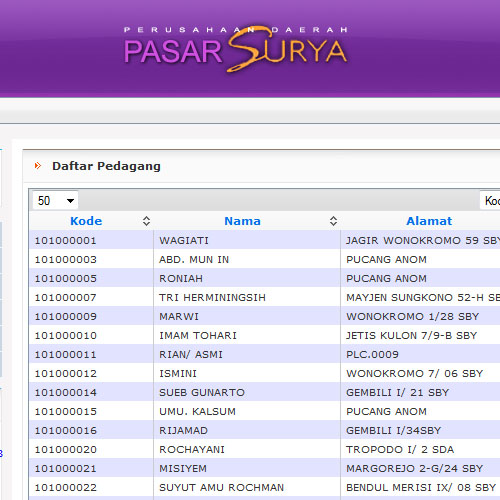 PERUSAHAAN DAERAH
PASAR SURYA
Daftar Pedagang
50
Kode Nama Alamat
101000001 WAGIATI JAGIR WONOKROMO 59 SBY
101000003 ABD. MUN IN PUCANG ANOM
101000005 RONIAH PUCANG ANOM
101000007 TRI HERMININGSIH MAYJEN SUNGKONO 52-H
101000009 MARWI WONOKROMO 1/28 SBY
101000010 IMAM TOHARI JETIS KULON 7/9-B SBY
101000011 RIAN/ ASMI PLC.0009
101000012 ISMINI WONOKROMO 7/ 06 SBY
101000014 SUEB GUNARTO GEMBILI I/ 21 SBY
101000015 UMU. KALSUM PUCANG ANOM
101000016 RIJAMAD GEMBILI I/34SBY
101000020 ROCHAYANI TROPODO I/ 2 SDA
101000021 MISIYEM MARGOREJO 2-G/24 SBY
101000022 SUYUT AMU ROCHMAN BENDUL MERISI IX/ 08 SBY